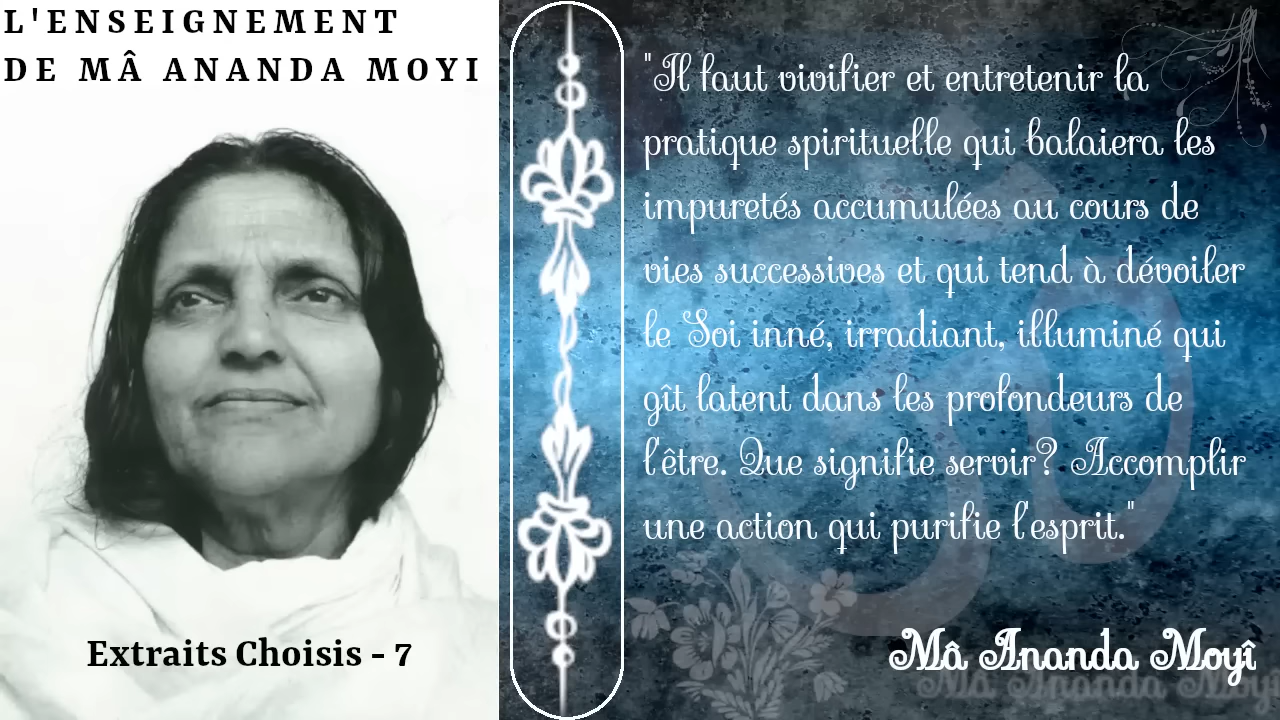 L'ENSEIGNEMENT
DE MÂ ANANDA MOYI
Extraits Choisis - 7
"Il faut vivifier et entretenir la
pratique spirituelle qui balaiera les
impuretés accumulées au cours de
vies successives et qui tend à dévoiler
le Soi inné, irradiant, illuminé qui
gît latent dans les profondeurs de
l'être. Que signifie servir? Accomplir
une action qui purifie l'esprit."
Mâ Ananda Moyî